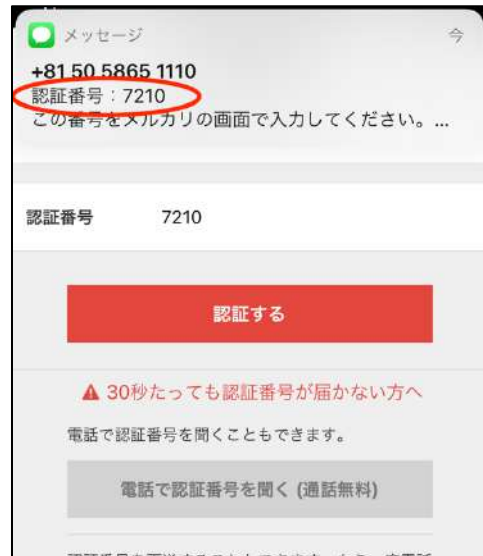 メッセージ 今
+81 50 5865 1110
認証番号：7210
この番号をメルカリの画面で入力してください。...
認証番号 7210
認証する
30秒たっても認証番号が届かない方へ
電話で認証番号を聞くこともできます。
電話で認証番号を聞く (通話無料)